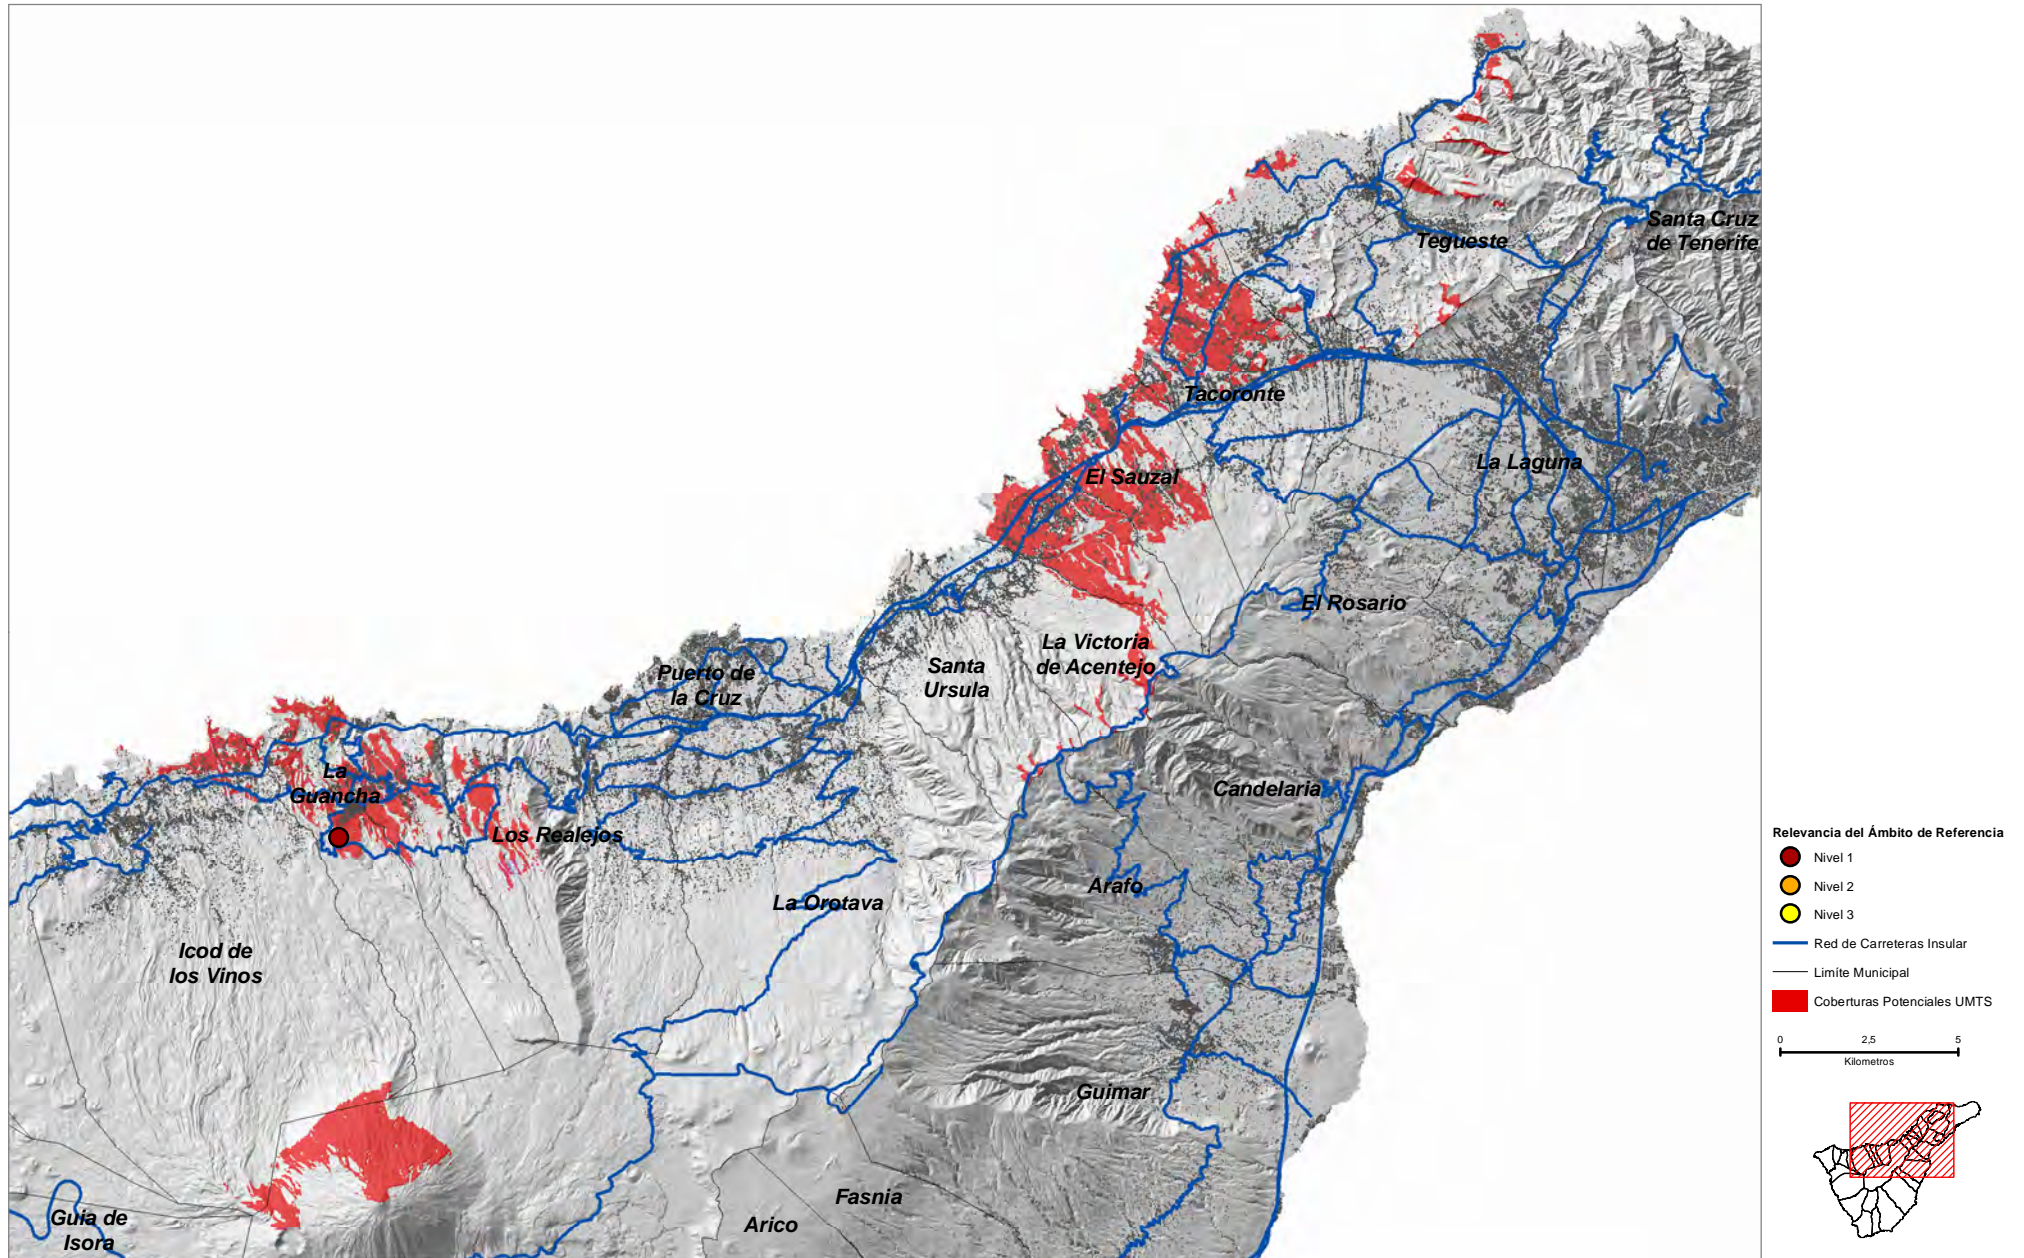 Santa Cruz
de Tenerife
Tegueste
Tacoronte
El Sauzal
La Laguna
El Rosario
La Victoria
de Acentejo
Santa
Ursula
Puerto de
la Cruz
La
Guancha
Candelaria
Los Realejos
Arafo
La Orotava
Icod de
los Vinos
Guimar
Fasnia
Arico
Guia de
Isora
Relevancia del Ámbito de Referencia
Nivel 1
Nivel 2
Nivel 3
Red de Carreteras Insular
Limíte Municipal
Coberturas Potenciales UMTS
0 2,5 5
Kilometros